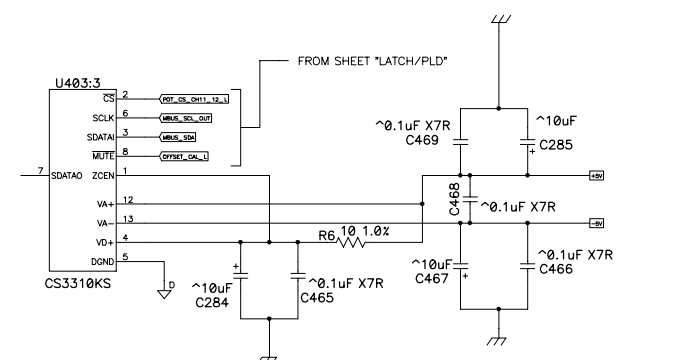 FROM SHEET "LATCH/PLD"
U403:3
CS 2 POT_CS_CH11_12_L
SCLK 6 MBUS_SCL_OUT
SDATAI 3 MBUS_SDA
MUTE 8 OFFSET_CAL_L
7 SDATAO ZCEN 1
VA+ 12
VA- 13
VD+ 4
DGND 5
CS3310KS
D
^0.1uF X7R
C469
^10uF
C285
+
+5V
C468
^0.1uF X7R
-5V
R6 10 1.0%
+
^10uF
C284
^0.1uF X7R
C465
^10uF
C467
+
^0.1uF X7R
C466